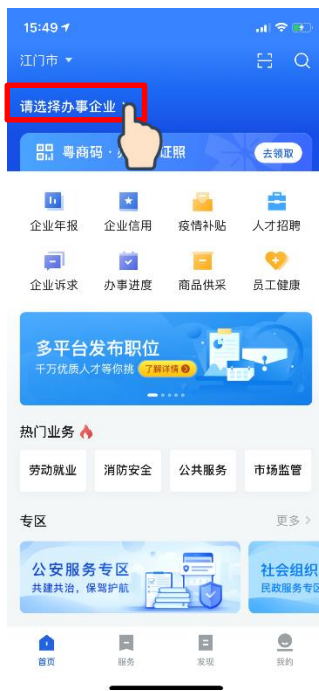 15:49
江门市
请选择办事企业
粤商码·
证照
去领取
企业年报 企业信用 疫情补贴 人才招聘
企业诉求 办事进度 商品供采 员工健康
多平台发布职位
千万优质人才等你挑 了解详情
热门业务
劳动就业 消防安全 公共服务 市场监管
专区 更多 >
公安服务专区 社会组织
共建共治,保驾护航 民政服务专区
首页 服务 发现 我的